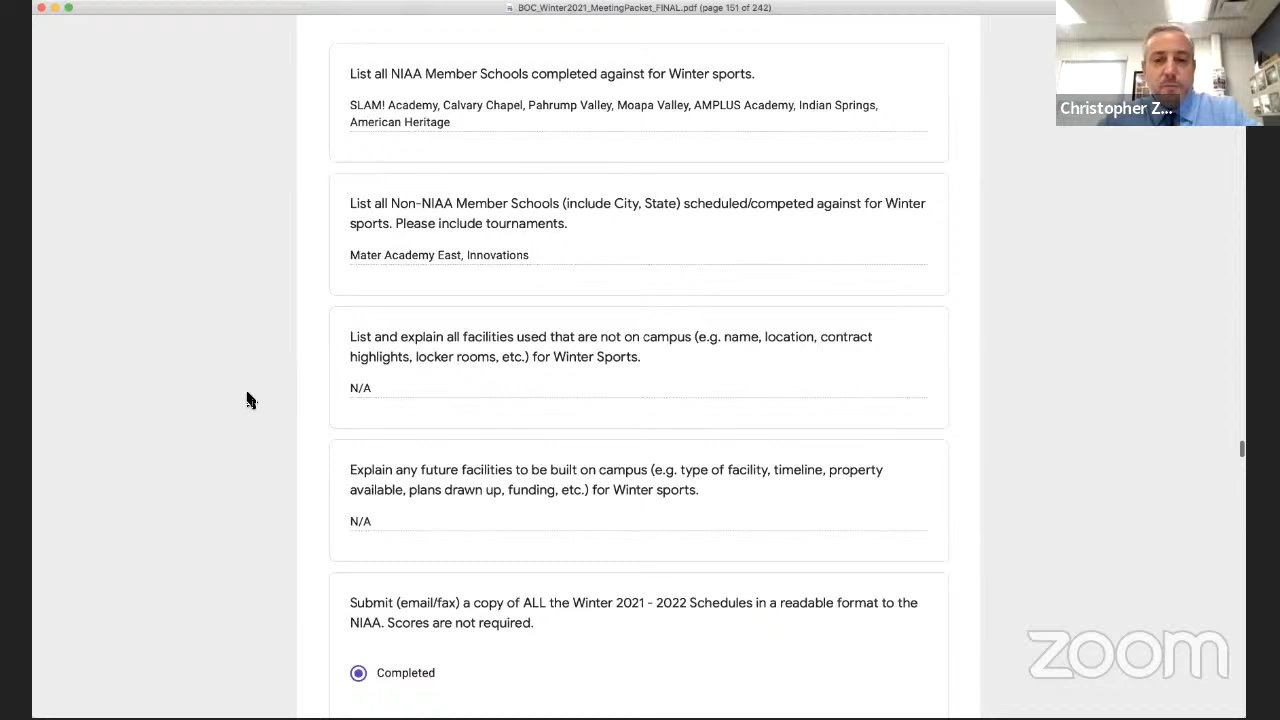 BOC_Winter2021_MeetingPacket_FINAL.pdf (page 151 of 242)
Christopher Z...
List all NIAA Member Schools completed against for Winter sports.
SLAM! Academy, Calvary Chapel, Pahrump Valley, Moapa Valley, AMPLUS Academy, Indian Springs,
American Heritage
List all Non-NIAA Member Schools (include City, State) scheduled/competed against for Winter
sports. Please include tournaments.
Mater Academy East, Innovations
List and explain all facilities used that are not on campus (e.g. name, location, contract
highlights, locker rooms, etc.) for Winter Sports.
N/A
Explain any future facilities to be built on campus (e.g. type of facility, timeline, property
available, plans drawn up, funding, etc.) for Winter sports.
N/A
Submit (email/fax) a copy of ALL the Winter 2021 - 2022 Schedules in a readable format to the
NIAA. Scores are not required.
Completed
zoom